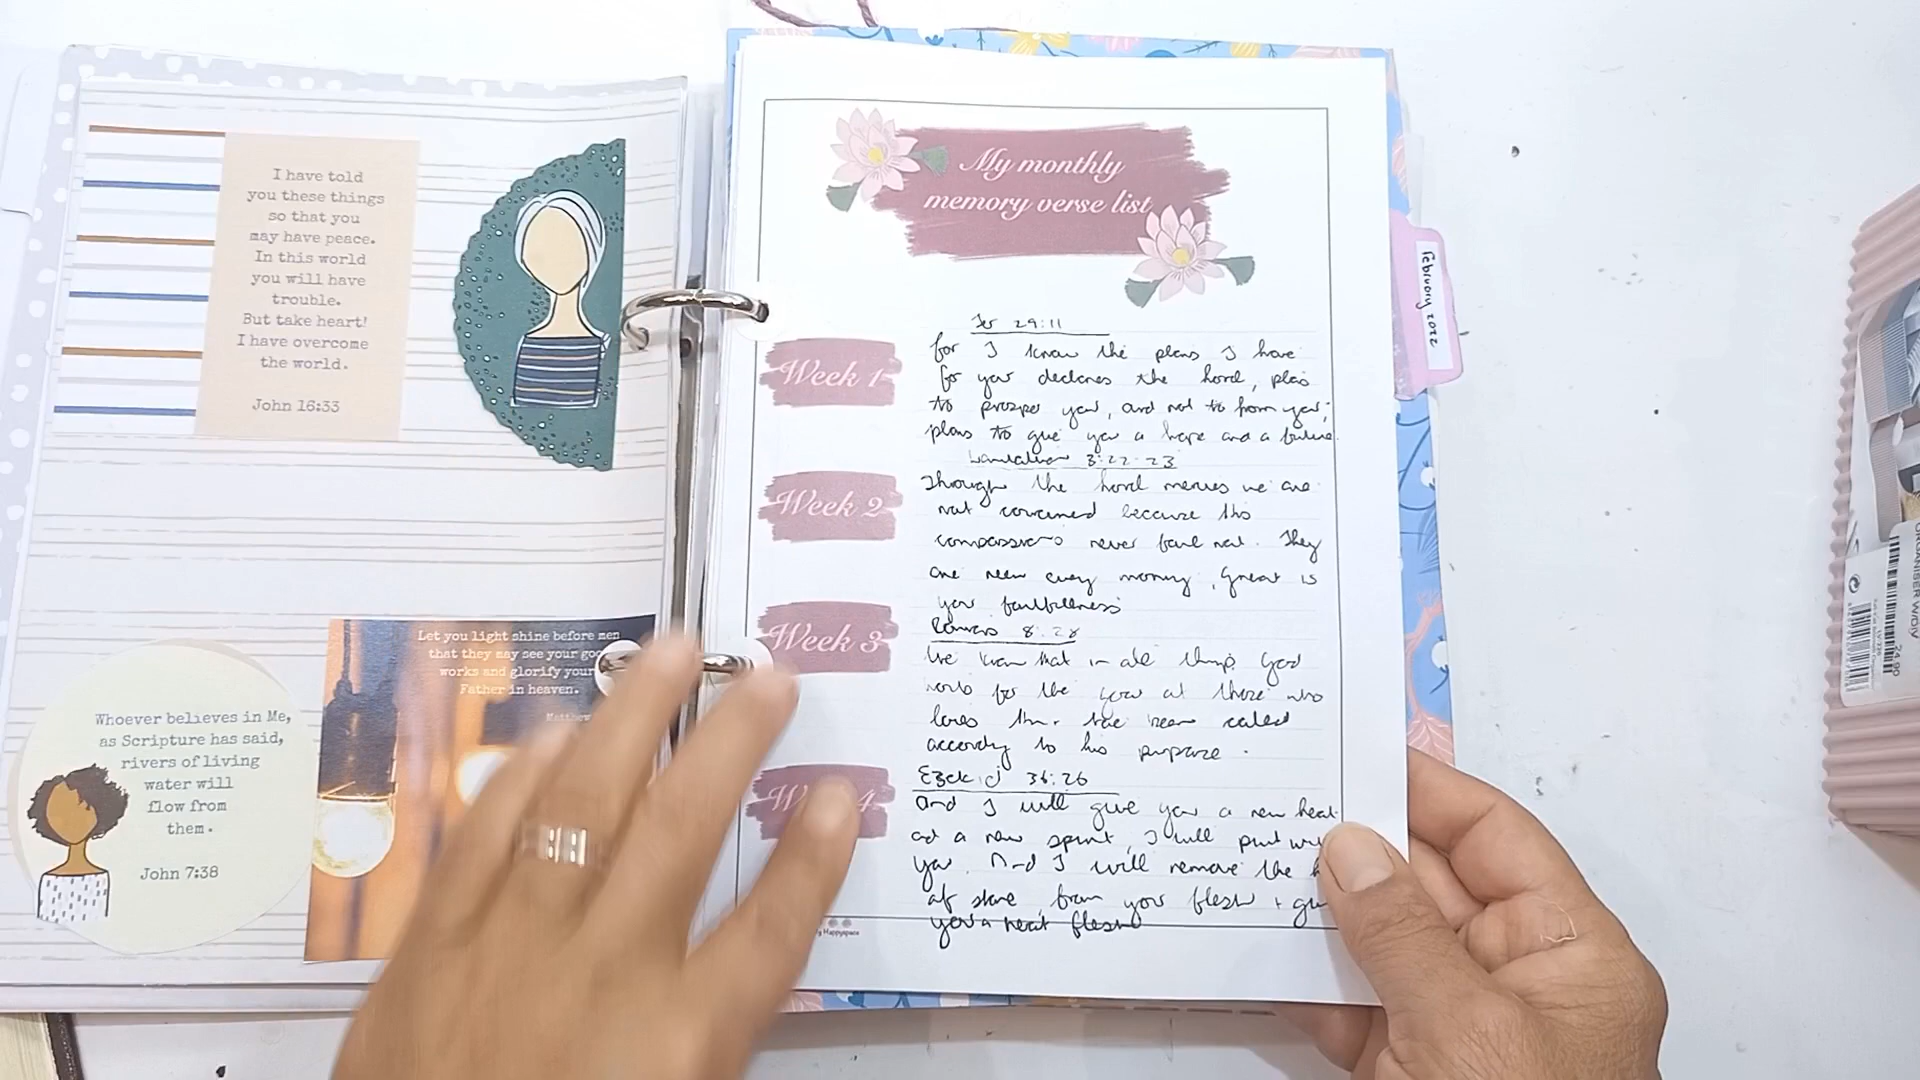 I have told
you these things
so that you
may have peace.
In this world
you will have
trouble.
But take heart!
I have overcome
the world.
John 16:33
Let you light shine before men
that they may see your
works and glorify your
Father in heaven.
Whoever believes in Me,
as Scripture has said,
rivers of living
water will
flow from
them.
John 7:38
My monthly
memory verse list
Week 1
Jer 29:11
for I know the plans I have
for you declares the Lord, plans
to prosper you, and not to harm you,
plans to give you a hope and a future.
Week 2
3:22-23
Through the Lord mercies we are
not because his
compassions never fail not. They
are new every morning, Great is
your faithfulness
Week 3
Romans 8:28
We know that in all things God
works for the good of those who
loves him. the been called
according to his purpose.
Ezekiel 36:26
And I will give you a new heart
and a new spirit, I will put
you. And I will remove the
of stone from your flesh +
you a heart flesh
Happyspace
February 2022
ORGANISER W/DIV
24.99